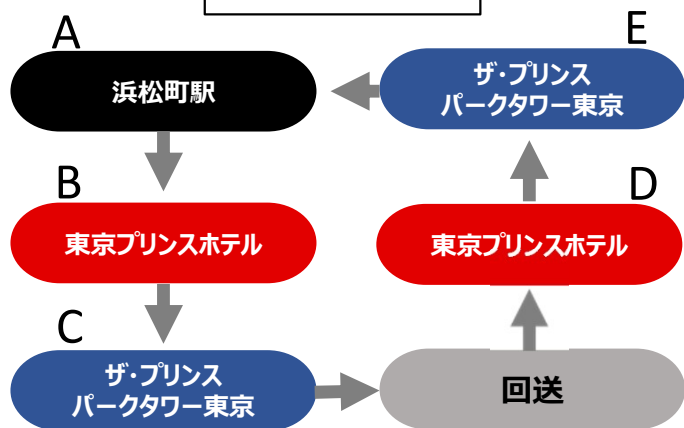 A
浜松町駅
B
東京プリンスホテル
C
ザ・プリンス
パークタワー東京
回送
D
東京プリンスホテル
E
ザ・プリンス
パークタワー東京